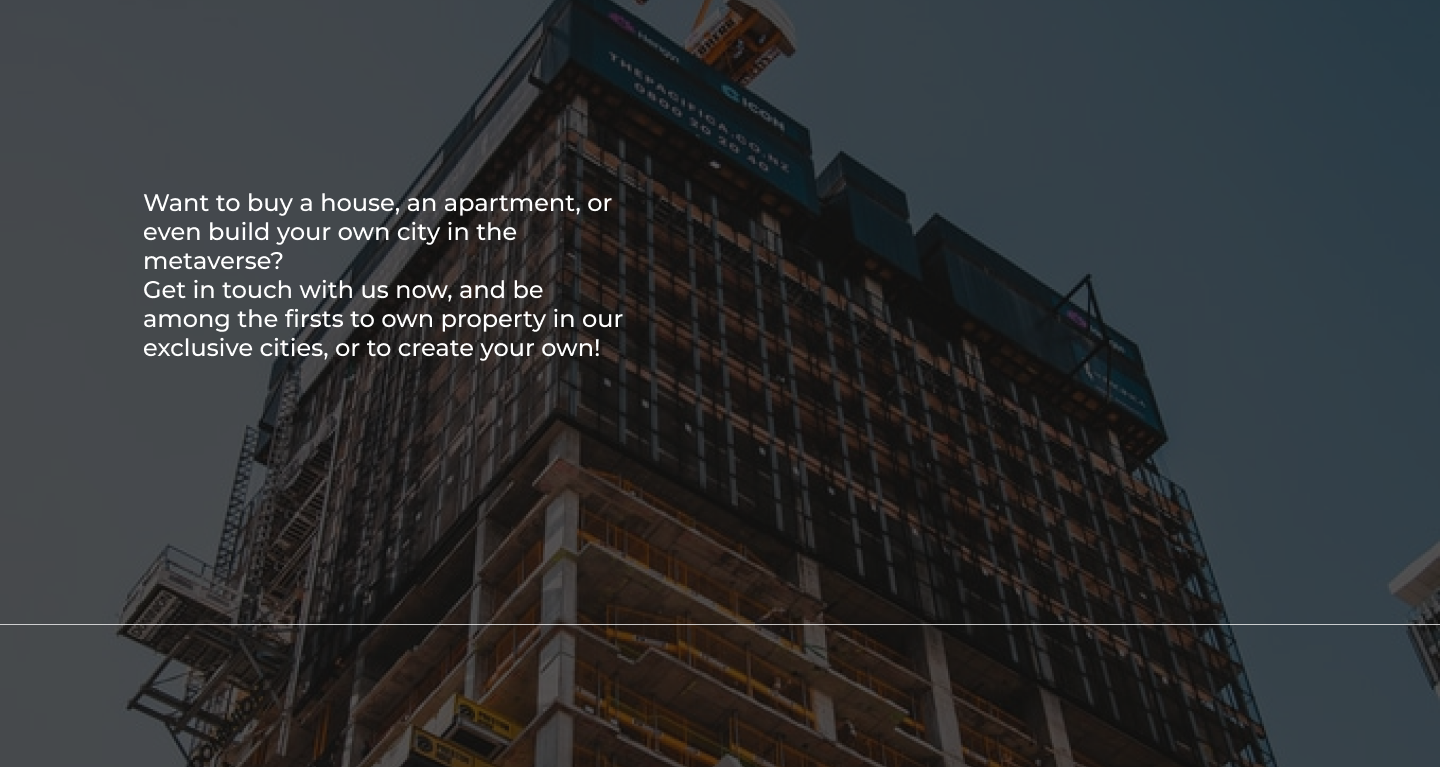 Hengyi
ICON
THEPACIFICA.CO.NZ
0800 20 20 40
Want to buy a house, an apartment, or
even build your own city in the
metaverse?
Get in touch with us now, and be
among the firsts to own property in our
exclusive cities, or to create your own!